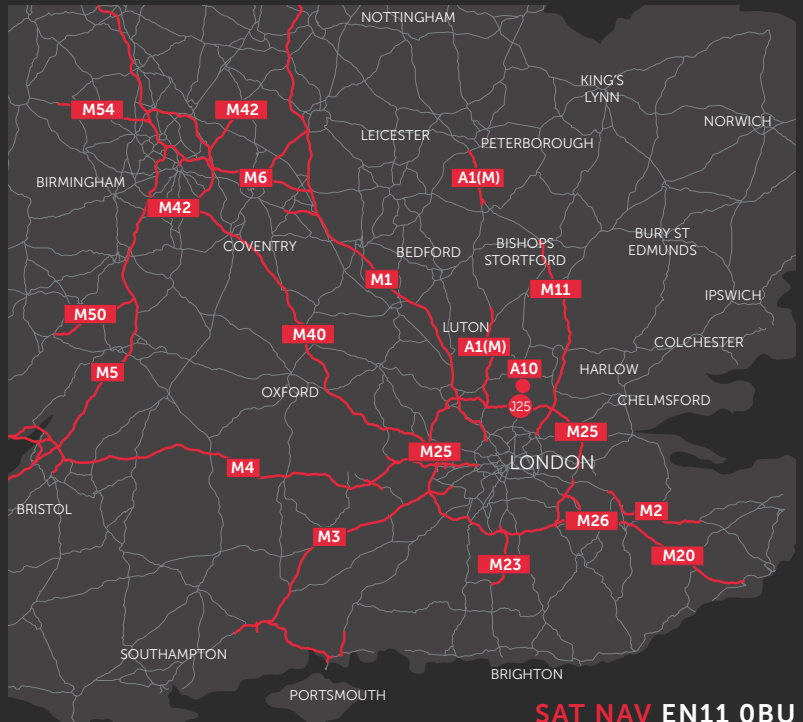 NOTTINGHAM
KING'S
LYNN
M54
M42
NORWICH
LEICESTER
PETERBOROUGH
M6
A1(M)
BIRMINGHAM
M42
COVENTRY
BEDFORD
BISHOPS
STORTFORD
BURY ST
EDMUNDS
M1
M11
IPSWICH
M50
LUTON
M40
A1(M)
COLCHESTER
M5
A10
HARLOW
OXFORD
J25
CHELMSFORD
M25
M25
M4
LONDON
BRISTOL
M26
M2
M3
M20
M23
SOUTHAMPTON
BRIGHTON
PORTSMOUTH
SAT NAV EN11 0BU